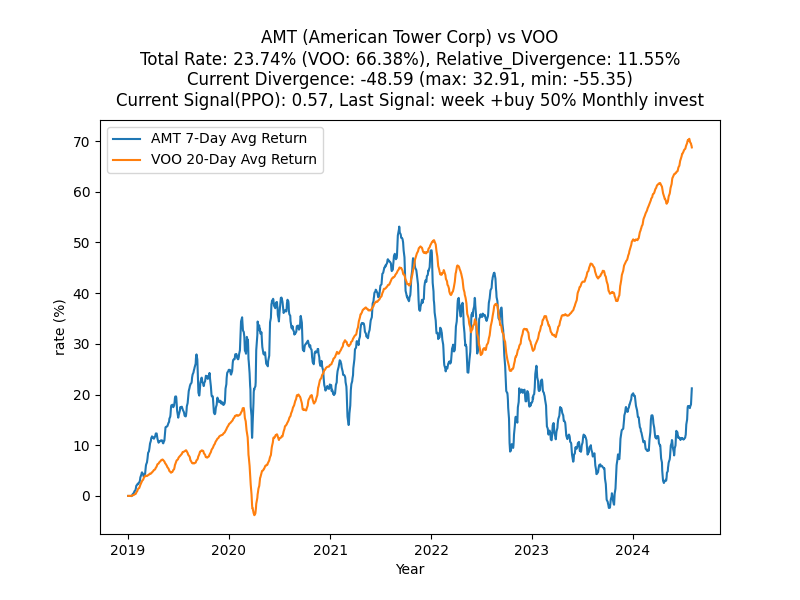 AMT (American Tower Corp) vs VOO
Total Rate: 23.74% (VOO: 66.38%), Relative_Divergence: 11.55%
Current Divergence: -48.59 (max: 32.91, min: -55.35)
Current Signal(PPO): 0.57, Last Signal: week +buy 50% Monthly invest
AMT 7-Day Avg Return
VOO 20-Day Avg Return
rate (%)
70
60
50
40
30
20
10
0
2019 2020 2021 2022 2023 2024
Year